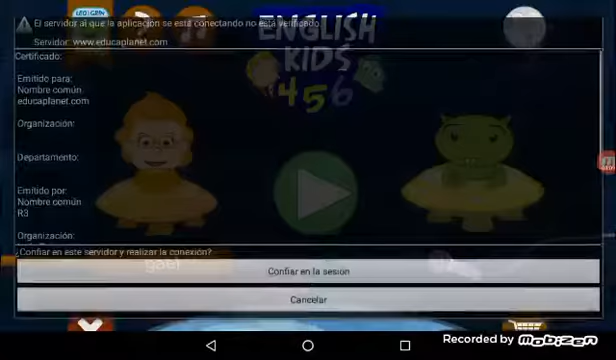 LEO Y GREN
El servidor al que la aplicación se está conectando no está verificado.
Servidor: www.educaplanet.com
ENGLISH
KIDS
456
Certificado:
Emitido para:
Nombre común
educaplanet.com
Organización:
Departamento:
Emitido por:
Nombre común
R3
Organización:
¿Confiar en este servidor y realizar la conexión?
Confiar en la sesión
Cancelar
Recorded by mobizen